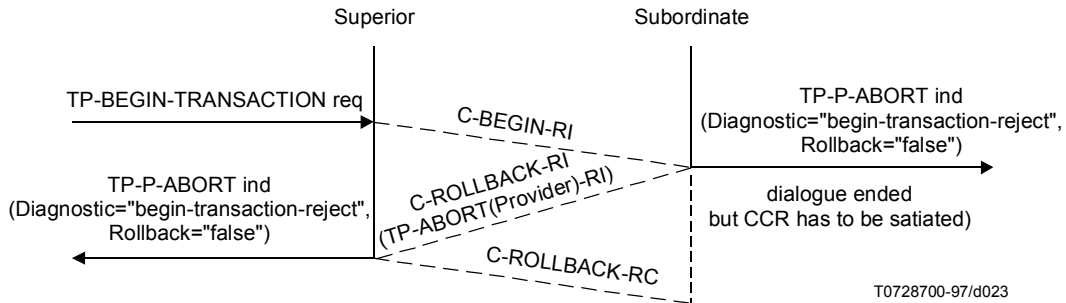 Superior
Subordinate
TP-BEGIN-TRANSACTION req
C-BEGIN-RI
TP-P-ABORT ind
(Diagnostic="begin-transaction-reject",
Rollback="false")
C-ROLLBACK-RI
(TP-ABORT(Provider)-RI)
TP-P-ABORT ind
(Diagnostic="begin-transaction-reject",
Rollback="false")
dialogue ended
but CCR has to be satiated)
C-ROLLBACK-RC
T0728700-97/d023